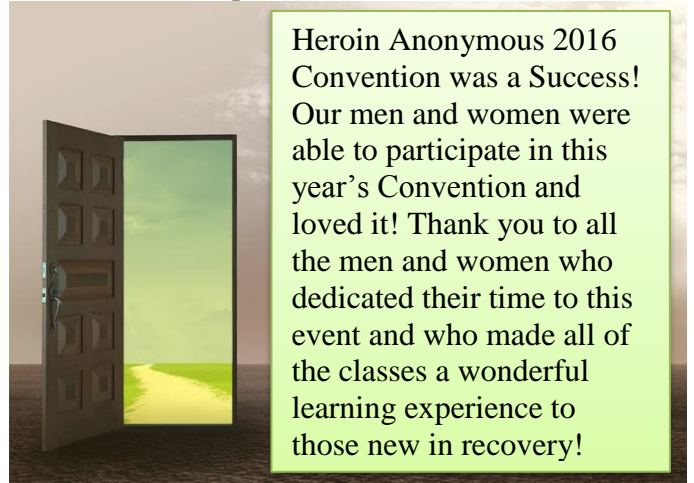 Heroin Anonymous 2016
Convention was a Success!
Our men and women were
able to participate in this
year’s Convention and
loved it! Thank you to all
the men and women who
dedicated their time to this
event and who made all of
the classes a wonderful
learning experience to
those new in recovery!